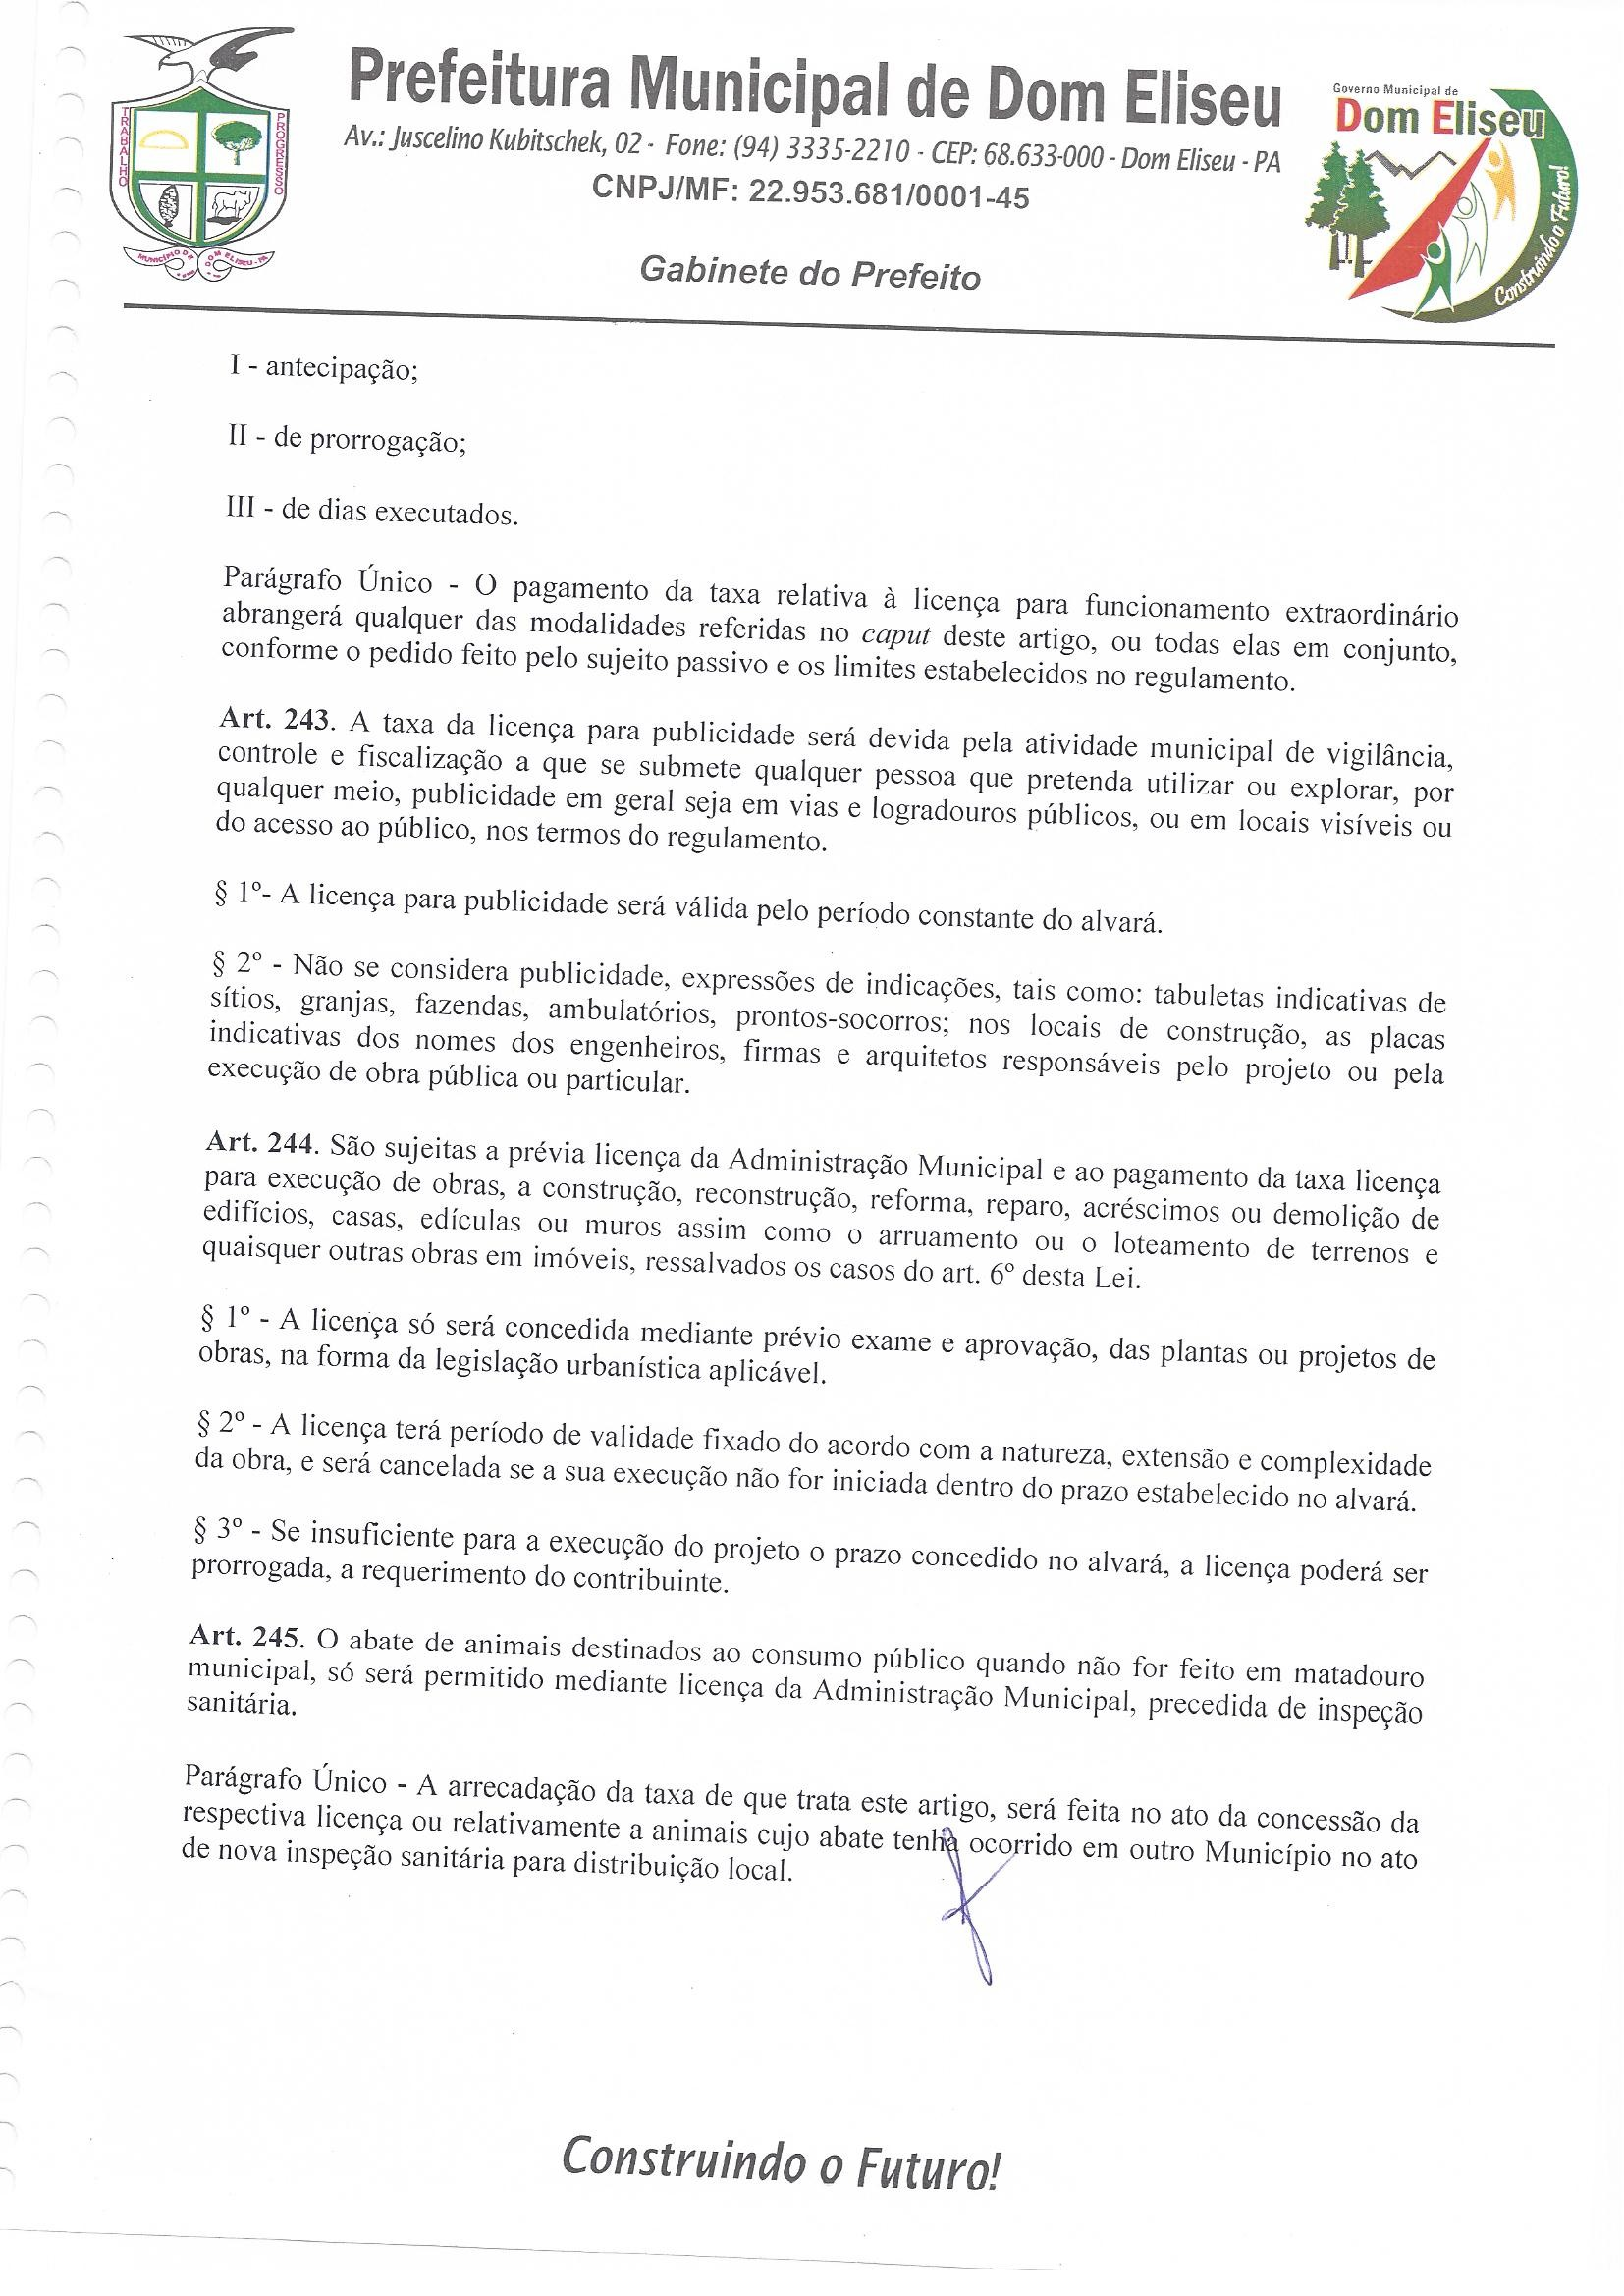 TRABALHO
PROGRESSO
MUNICÍPIO DE DOM ELISEU - PA
Prefeitura Municipal de Dom Eliseu
Av.: Juscelino Kubitschek, 02 - Fone: (94) 3335-2210 - CEP: 68.633-000 - Dom Eliseu - PA
CNPJ/MF: 22.953.681/0001-45
Gabinete do Prefeito
Governo Municipal de
Dom Eliseu
Construindo o Futuro!
I - antecipação;
II - de prorrogação;
III - de dias executados.
Parágrafo Único - O pagamento da taxa relativa à licença para funcionamento extraordinário
abrangerá qualquer das modalidades referidas no caput deste artigo, ou todas elas em conjunto,
conforme o pedido feito pelo sujeito passivo e os limites estabelecidos no regulamento.
Art. 243. A taxa da licença para publicidade será devida pela atividade municipal de vigilância,
controle e fiscalização a que se submete qualquer pessoa que pretenda utilizar ou explorar, por
qualquer meio, publicidade em geral seja em vias e logradouros públicos, ou em locais visíveis ou
do acesso ao público, nos termos do regulamento.
§ 1º- A licença para publicidade será válida pelo período constante do alvará.
§ 2º - Não se considera publicidade, expressões de indicações, tais como: tabuletas indicativas de
sítios, granjas, fazendas, ambulatórios, prontos-socorros; nos locais de construção, as placas
indicativas dos nomes dos engenheiros, firmas e arquitetos responsáveis pelo projeto ou pela
execução de obra pública ou particular.
Art. 244. São sujeitas a prévia licença da Administração Municipal e ao pagamento da taxa licença
para execução de obras, a construção, reconstrução, reforma, reparo, acréscimos ou demolição de
edifícios, casas, edículas ou muros assim como o arruamento ou o loteamento de terrenos e
quaisquer outras obras em imóveis, ressalvados os casos do art. 6º desta Lei.
§ 1º - A licença só será concedida mediante prévio exame e aprovação, das plantas ou projetos de
obras, na forma da legislação urbanística aplicável.
§ 2º - A licença terá período de validade fixado do acordo com a natureza, extensão e complexidade
da obra, e será cancelada se a sua execução não for iniciada dentro do prazo estabelecido no alvará.
§ 3º - Se insuficiente para a execução do projeto o prazo concedido no alvará, a licença poderá ser
prorrogada, a requerimento do contribuinte.
Art. 245. O abate de animais destinados ao consumo público quando não for feito em matadouro
municipal, só será permitido mediante licença da Administração Municipal, precedida de inspeção
sanitária.
Parágrafo Único - A arrecadação da taxa de que trata este artigo, será feita no ato da concessão da
respectiva licença ou relativamente a animais cujo abate tenha ocorrido em outro Município no ato
de nova inspeção sanitária para distribuição local.
Construindo o Futuro!